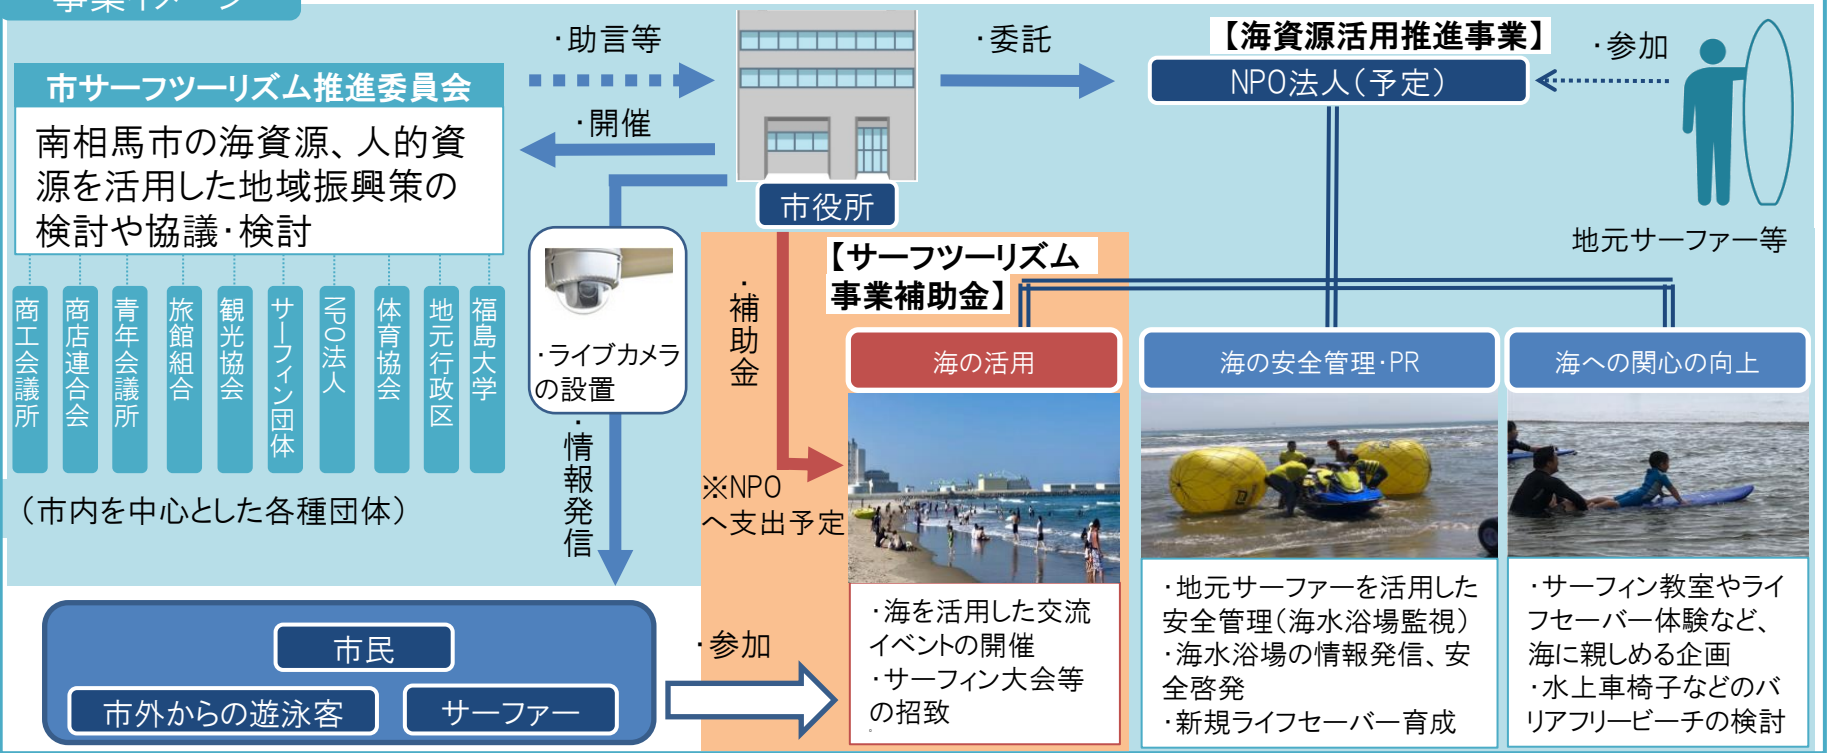 事業イメージ
・助言等
・委託
【海資源活用推進事業】
・参加
市サーフツーリズム推進委員会
NPO法人(予定)
南相馬市の海資源、人的資
源を活用した地域振興策の
検討や協議・検討
・開催
市役所
地元サーファー等
商工会議所
商店連合会
青年会議所
旅館組合
観光協会
サーフィン団体
NPO法人
体育協会
地元行政区
福島大学
(市内を中心とした各種団体)
・ライブカメラ
の設置
・情報発信
・補助金
【サーフツーリズム
事業補助金】
※NPO
へ支出予定
海の活用
海の安全管理・PR
海への関心の向上
・海を活用した交流
イベントの開催
・サーフィン大会等
の招致
・地元サーファーを活用した
安全管理(海水浴場監視)
・海水浴場の情報発信、安
全啓発
・新規ライフセーバー育成
・サーフィン教室やライ
フセーバー体験など、
海に親しめる企画
・水上車椅子などのバ
リアフリービーチの検討
市民
市外からの遊泳客
サーファー
・参加